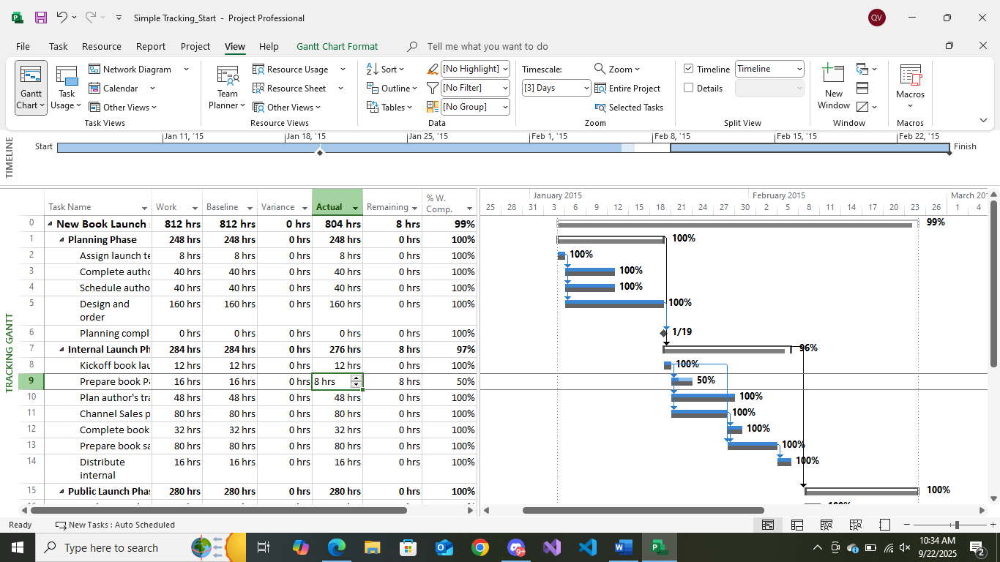 Simple Tracking_Start - Project Professional
QV
File Task Resource Report Project View Help Gantt Chart Format Tell me what you want to do
Gantt Chart
Task Usage
Network Diagram
Calendar
Other Views
Task Views
Team Planner
Resource Usage
Resource Sheet
Other Views
Resource Views
Sort
Outline
Tables
[No Highlight]
[No Filter]
[No Group]
Data
Timescale:
[3] Days
Zoom
Entire Project
Selected Tasks
Zoom
Timeline
Timeline
Details
Split View
New Window
Window
Macros
Macros
TIMELINE
Jan 11, '15 Jan 18, '15 Jan 25, '15 Feb 1, '15 Feb 8, '15 Feb 15, '15 Feb 22, '15
Start Finish
TRACKING GANTT
Task Name Work Baseline Variance Actual Remaining % W. Comp.
0 New Book Launch 812 hrs 812 hrs 0 hrs 804 hrs 8 hrs 99%
1 Planning Phase 248 hrs 248 hrs 0 hrs 248 hrs 0 hrs 100%
2 Assign launch te 8 hrs 8 hrs 0 hrs 8 hrs 0 hrs 100%
3 Complete autho 40 hrs 40 hrs 0 hrs 40 hrs 0 hrs 100%
4 Schedule autho 40 hrs 40 hrs 0 hrs 40 hrs 0 hrs 100%
5 Design and order 160 hrs 160 hrs 0 hrs 160 hrs 0 hrs 100%
6 Planning compl 0 hrs 0 hrs 0 hrs 0 hrs 0 hrs 100%
7 Internal Launch Ph 284 hrs 284 hrs 0 hrs 276 hrs 8 hrs 97%
8 Kickoff book lau 12 hrs 12 hrs 0 hrs 12 hrs 0 hrs 100%
9 Prepare book P 16 hrs 16 hrs 0 hrs 8 hrs 8 hrs 50%
10 Plan author's tra 48 hrs 48 hrs 0 hrs 48 hrs 0 hrs 100%
11 Channel Sales p 80 hrs 80 hrs 0 hrs 80 hrs 0 hrs 100%
12 Complete book 32 hrs 32 hrs 0 hrs 32 hrs 0 hrs 100%
13 Prepare book sa 80 hrs 80 hrs 0 hrs 80 hrs 0 hrs 100%
14 Distribute internal 16 hrs 16 hrs 0 hrs 16 hrs 0 hrs 100%
15 Public Launch Phas 280 hrs 280 hrs 0 hrs 280 hrs 0 hrs 100%
January 2015 February 2015 March 201
25 28 31 3 6 9 12 15 18 21 24 27 30 2 5 8 11 14 17 20 23 26 1 4
99%
100%
100%
100%
100%
100%
1/19
96%
100%
50%
100%
100%
100%
100%
100%
100%
Ready New Tasks : Auto Scheduled
Type here to search
9+
10:34 AM
9/22/2025
2